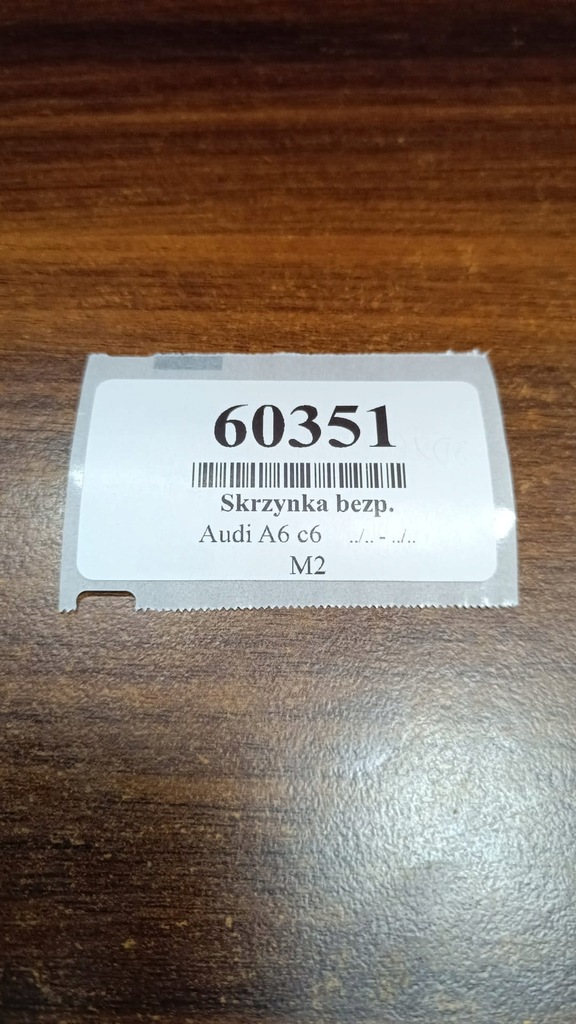 60351
Skrzynka bezp.
Audi A6 c6 ../.. - ../..
M2